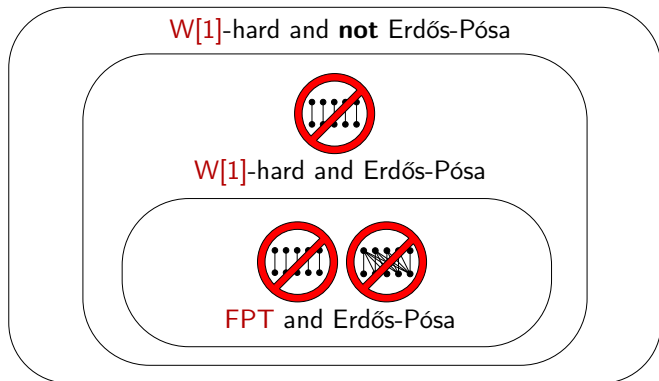 W[1]-hard and not Erdős-Pósa
W[1]-hard and Erdős-Pósa
FPT and Erdős-Pósa